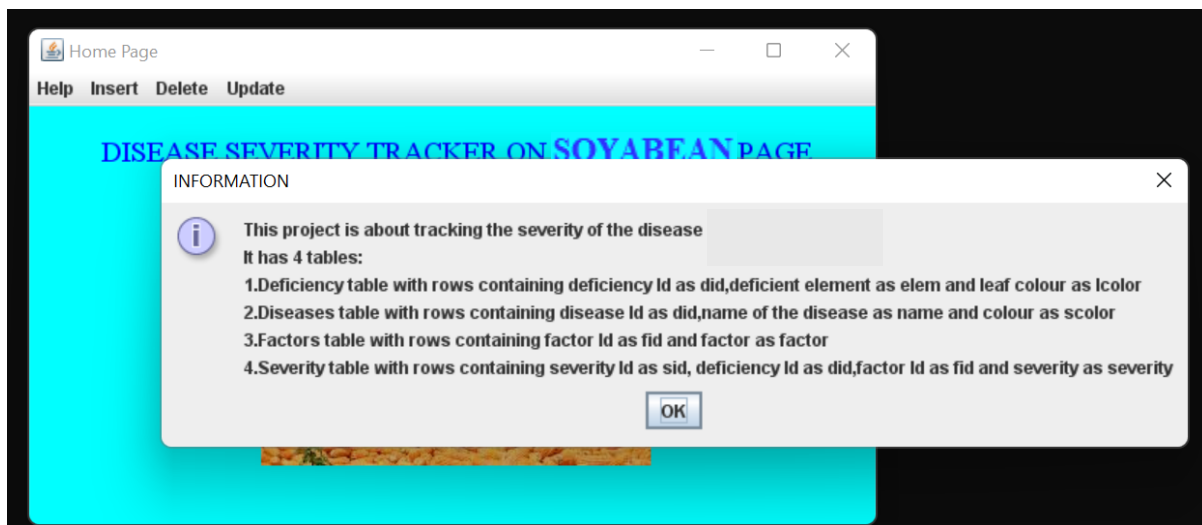 Home Page
Help Insert Delete Update
DISEASE SEVERITY TRACKER ON SOYABEAN PAGE
INFORMATION
This project is about tracking the severity of the disease
It has 4 tables:
1.Deficiency table with rows containing deficiency Id as did,deficient element as elem and leaf colour as lcolor
2.Diseases table with rows containing disease Id as did,name of the disease as name and colour as scolor
3.Factors table with rows containing factor Id as fid and factor as factor
4.Severity table with rows containing severity Id as sid, deficiency Id as did,factor Id as fid and severity as severity
OK